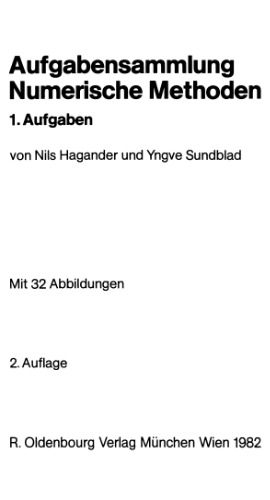 Aufgabensammlung
Numerische Methoden
1. Aufgaben
von Nils Hagander und Yngve Sundblad
Mit 32 Abbildungen
2. Auflage
R. Oldenbourg Verlag München Wien 1982